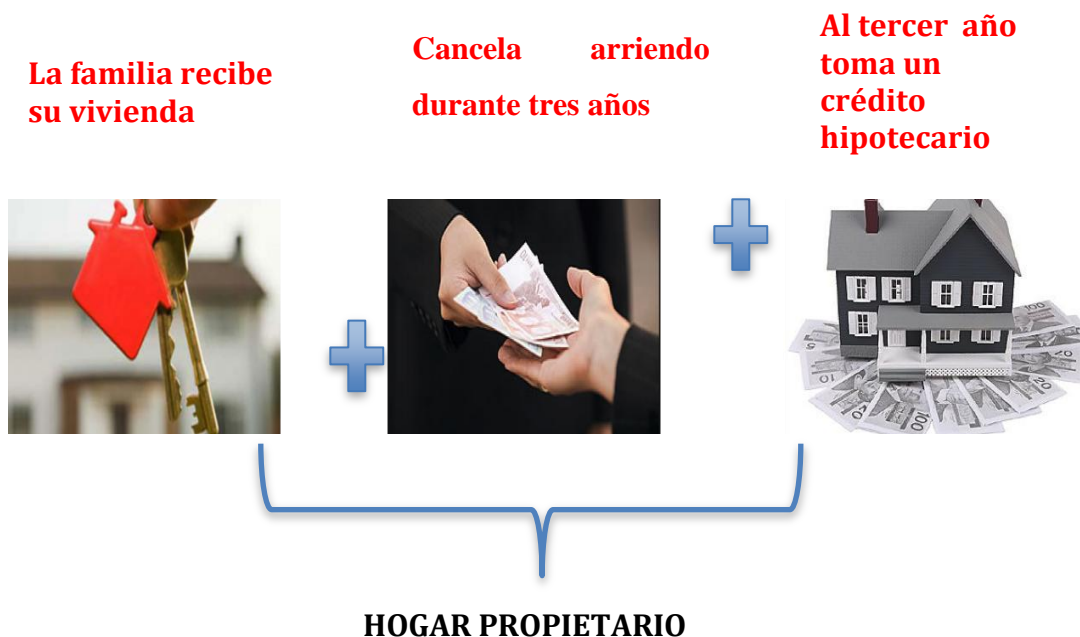 La familia recibe
su vivienda
Cancela arriendo
durante tres años
Al tercer año
toma un
crédito
hipotecario
HOGAR PROPIETARIO